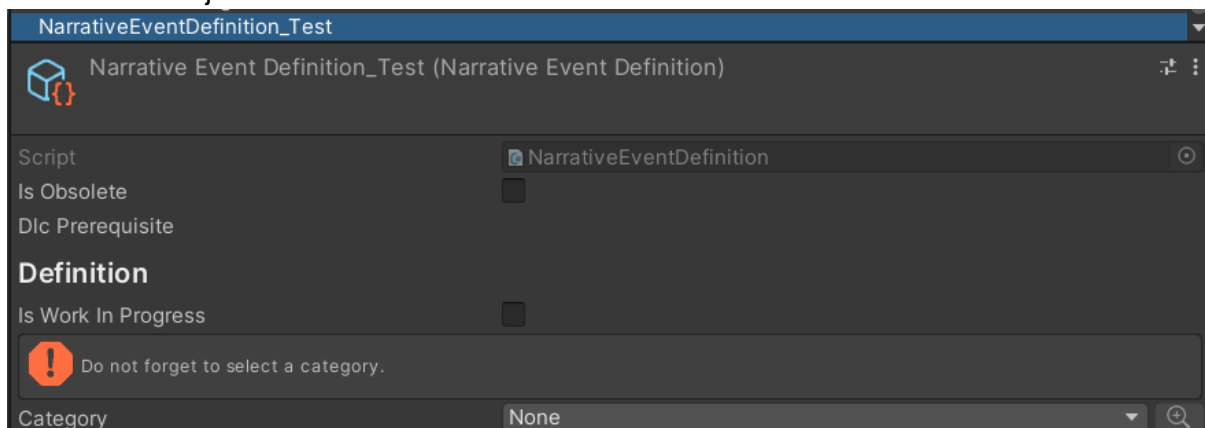 NarrativeEventDefinition_Test
Narrative Event Definition_Test (Narrative Event Definition)
Script NarrativeEventDefinition
Is Obsolete
Dlc Prerequisite
Definition
Is Work In Progress
Do not forget to select a category.
Category None